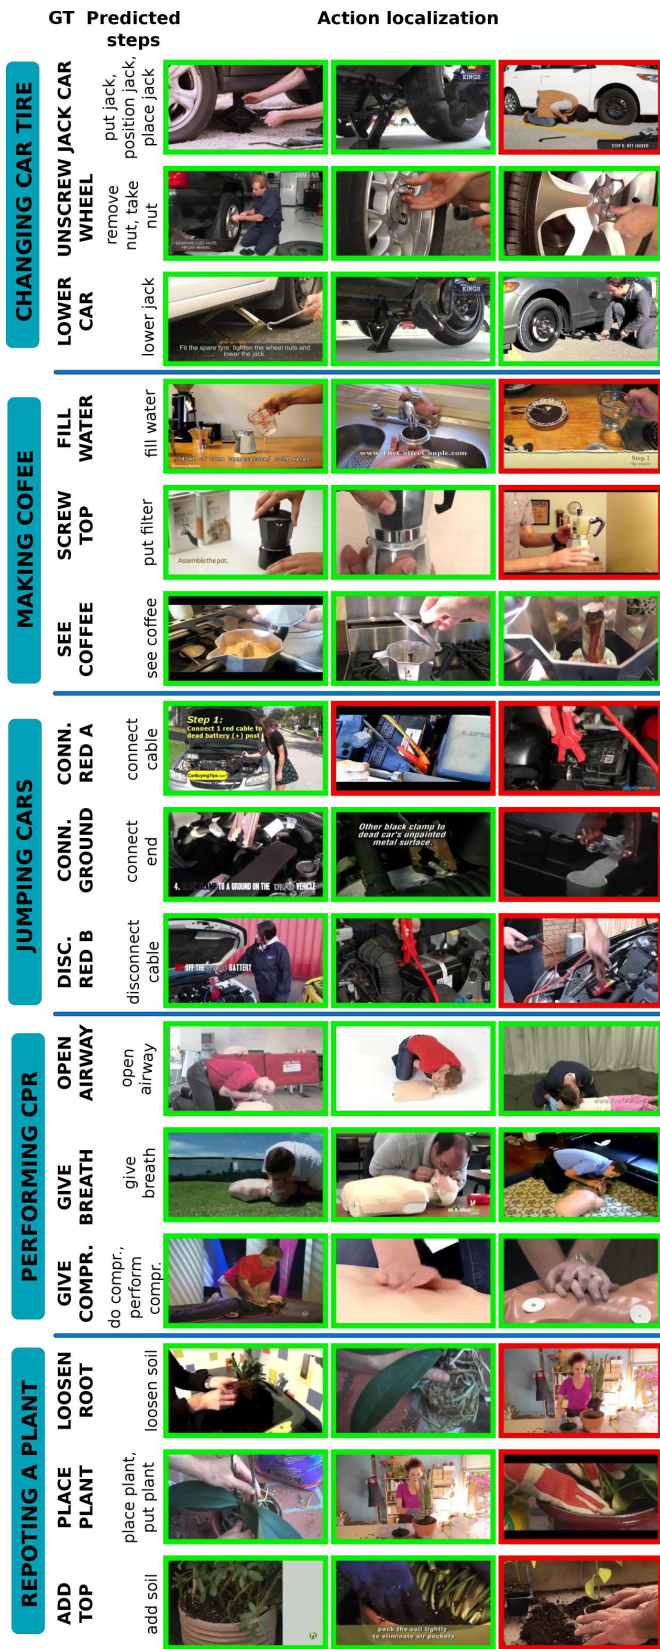 GT Predicted steps Action localization
CHANGING CAR TIRE
JACK CAR
put jack,
position jack,
place jack
KINGS
STEP 5: GET JACKED
UNSCREW
WHEEL
remove
nut, take
nut
REMOVE LUG NUTS
FROM WHEEL
LOWER
CAR
lower jack
Fit the spare tyre, tighten the wheel nuts and
lower the jack.
KINGS
MAKING COFEE
FILL
WATER
fill water
www.TheCoffeeCouple.com
Step 1
SCREW
TOP
put filter
Assemble the pot.
SEE
COFFEE
see coffee
JUMPING CARS
CONN.
RED A
connect
cable
Step 1:
Connect 1 red cable to
dead battery (+) post
CarBuyingTips.com
CONN.
GROUND
connect
end
TO A GROUND ON THE DEAD VEHICLE
Other black clamp to
dead car's unpainted
metal surface.
DISC.
RED B
disconnect
cable
OFF THE BATTERY
PERFORMING CPR
OPEN
AIRWAY
open
airway
GIVE
BREATH
give
breath
GIVE
COMPR.
do compr.,
perform
compr.
REPOTING A PLANT
LOOSEN
ROOT
loosen soil
PLACE
PLANT
place plant,
put plant
ADD
TOP
add soil
pack the soil tightly
to eliminate air pockets